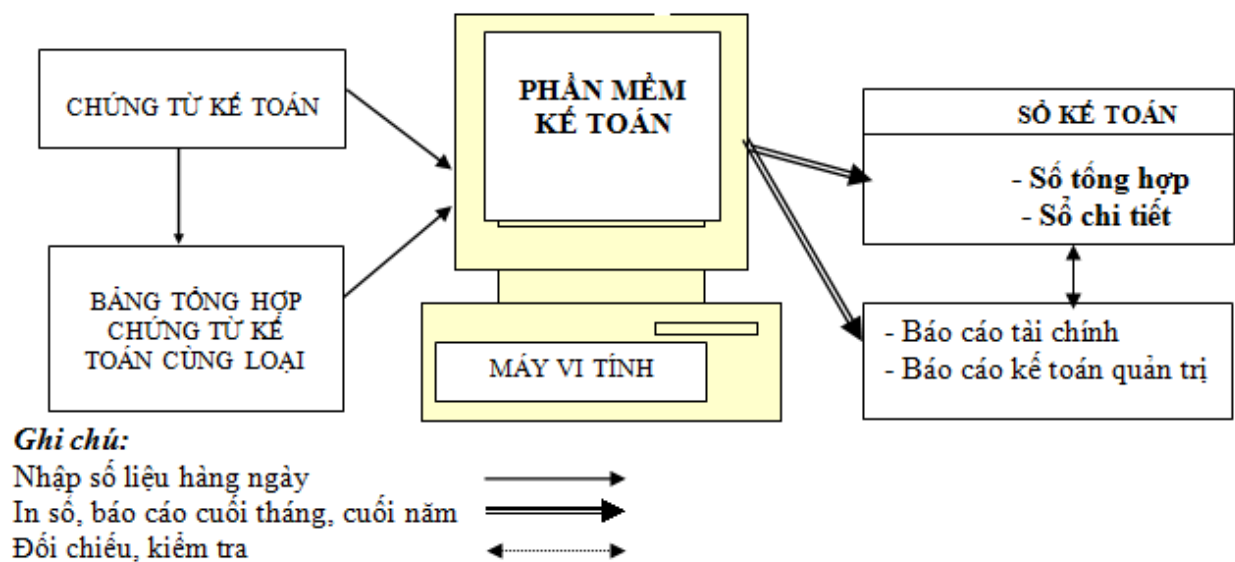 CHỨNG TỪ KẾ TOÁN
BẢNG TỔNG HỢP
CHỨNG TỪ KẾ
TOÁN CÙNG LOẠI
PHẦN MỀM
KẾ TOÁN
MÁY VI TÍNH
SỔ KẾ TOÁN
- Số tổng hợp
- Sổ chi tiết
- Báo cáo tài chính
- Báo cáo kế toán quản trị
Ghi chú:
Nhập số liệu hàng ngày
In số, báo cáo cuối tháng, cuối năm
Đối chiếu, kiểm tra